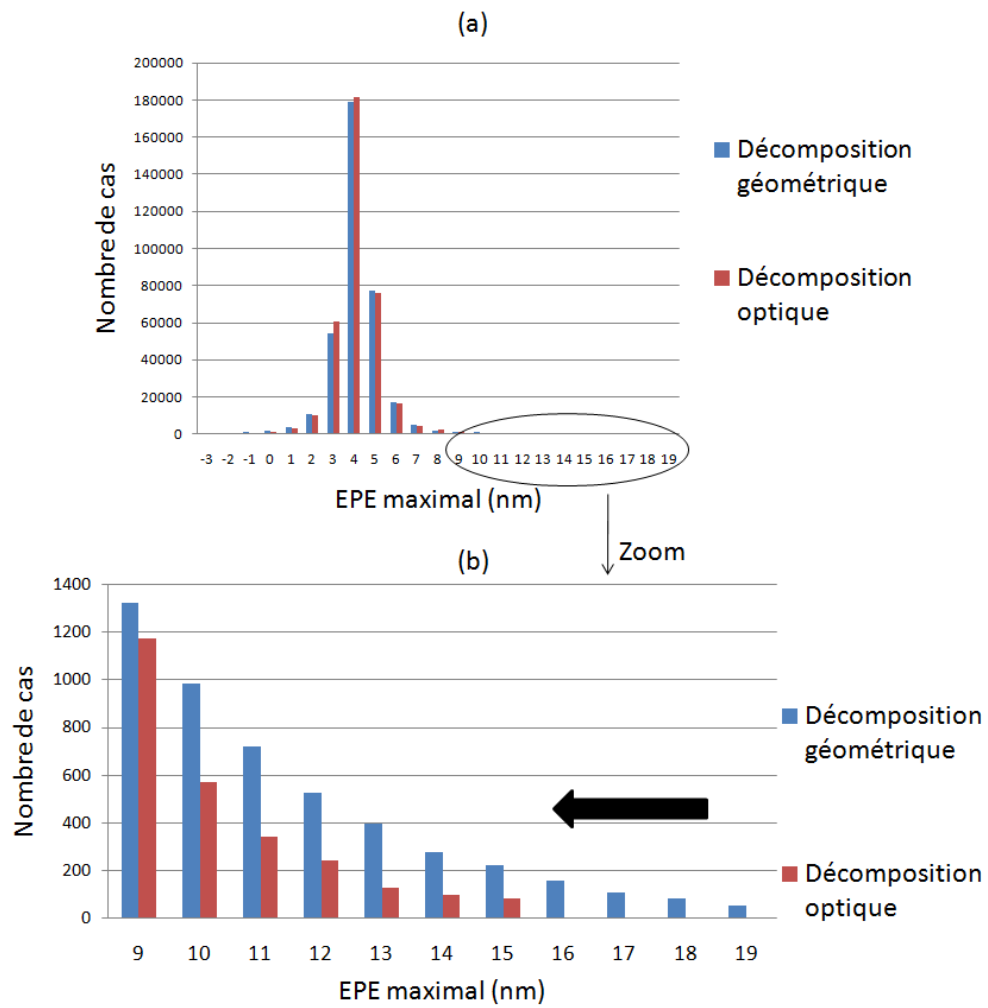 (a)
200000
180000
160000
140000
120000
100000
80000
60000
40000
20000
0
Nombre de cas
-3 -2 -1 0 1 2 3 4 5 6 7 8 9 10 11 12 13 14 15 16 17 18 19
EPE maximal (nm)
Décomposition
géométrique
Décomposition
optique
Zoom
(b)
1400
1200
1000
800
600
400
200
0
Nombre de cas
9 10 11 12 13 14 15 16 17 18 19
EPE maximal (nm)
Décomposition
géométrique
Décomposition
optique